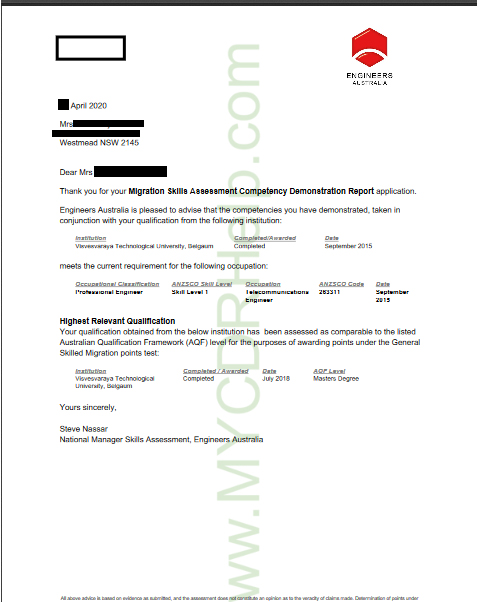 ENGINEERS
AUSTRALIA
April 2020
Mrs
Westmead NSW 2145
Dear Mrs
Thank you for your Migration Skills Assessment Competency Demonstration Report application.
Engineers Australia is pleased to advise that the competencies you have demonstrated, taken in
conjunction with your qualification from the following institution:
Institution Completed/Awarded Date
Visvesvaraya Technological University, Belgaum Completed September 2015
meets the current requirement for the following occupation:
Occupational Classification ANZSCO Skill Level Occupation ANZSCO Code Date
Professional Engineer Skill Level 1 Telecommunications 263311 September
Engineer 2015
Highest Relevant Qualification
Your qualification obtained from the below institution has been assessed as comparable to the listed
Australian Qualification Framework (AQF) level for the purposes of awarding points under the General
Skilled Migration points test:
Institution Completed / Awarded Date AQF Level
Visvesvaraya Technological Completed July 2018 Masters Degree
University, Belgaum
Yours sincerely,
Steve Nassar
National Manager Skills Assessment, Engineers Australia
All above advice is based on evidence as submitted, and the assessment does not constitute an opinion as to the veracity of claims made. Determination of points under
ww.MYCDRHelp.com